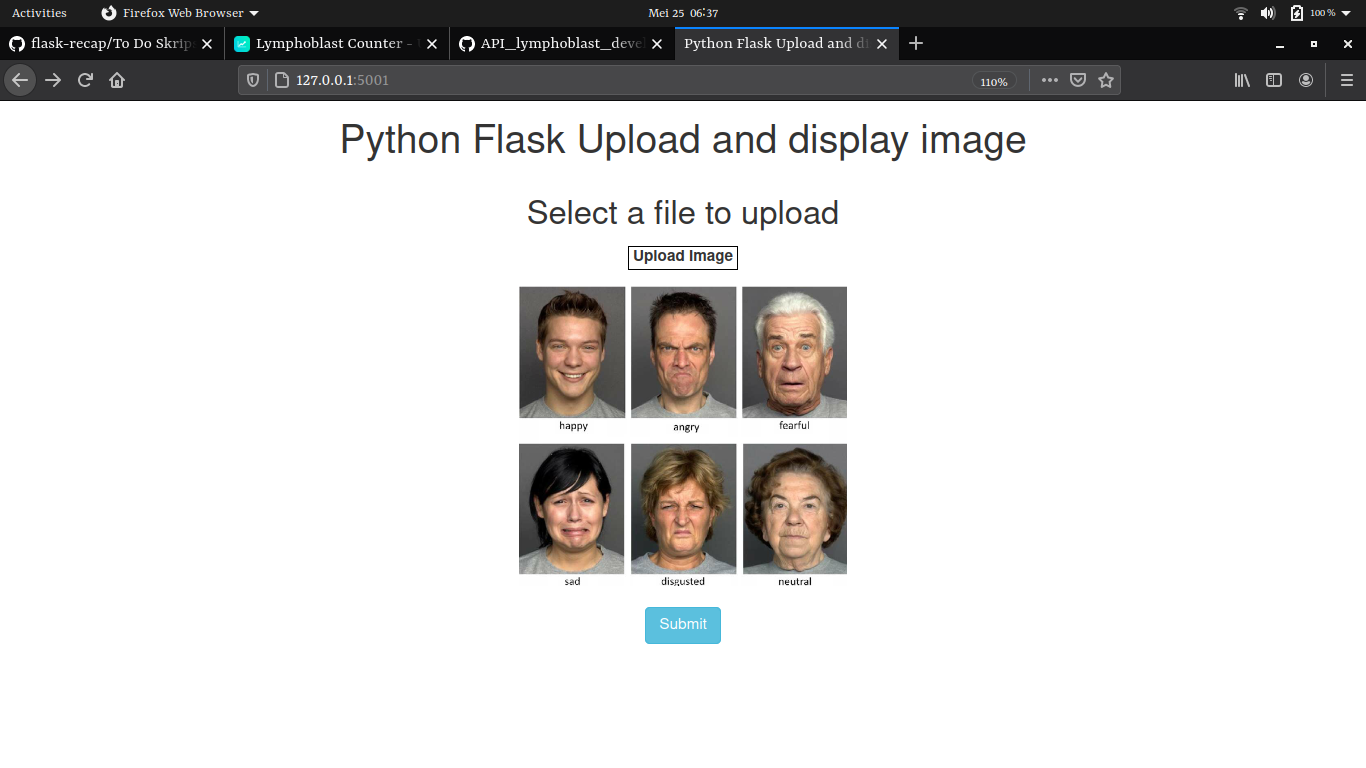 Activities Firefox Web Browser Mei 25 06:37 100 %
flask-recap/To Do Skrip Lymphoblast Counter - API_lymphoblast_devel Python Flask Upload and di
127.0.0.1:5001 110%
Python Flask Upload and display image
Select a file to upload
Upload Image
happy angry fearful
sad disgusted neutral
Submit